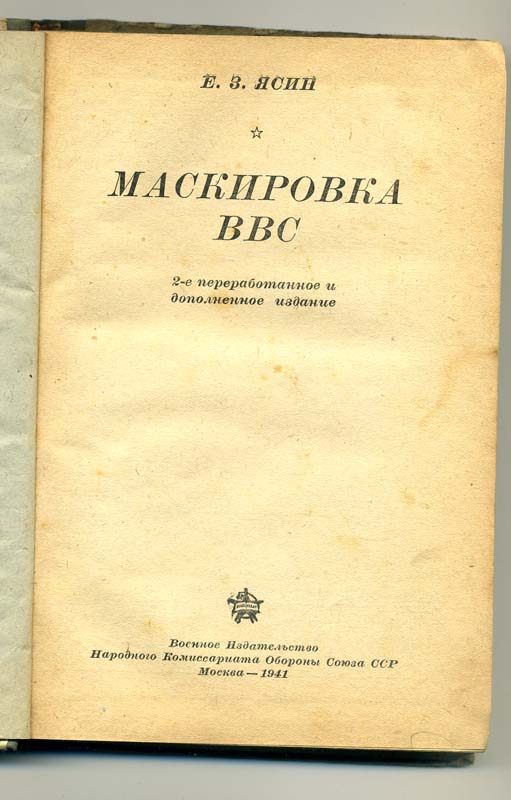 Е. З. ЯСИН
МАСКИРОВКА
ВВС
2-е переработанное и
дополненное издание
Военное Издательство
Народного Комиссариата Обороны Союза ССР
Москва — 1941